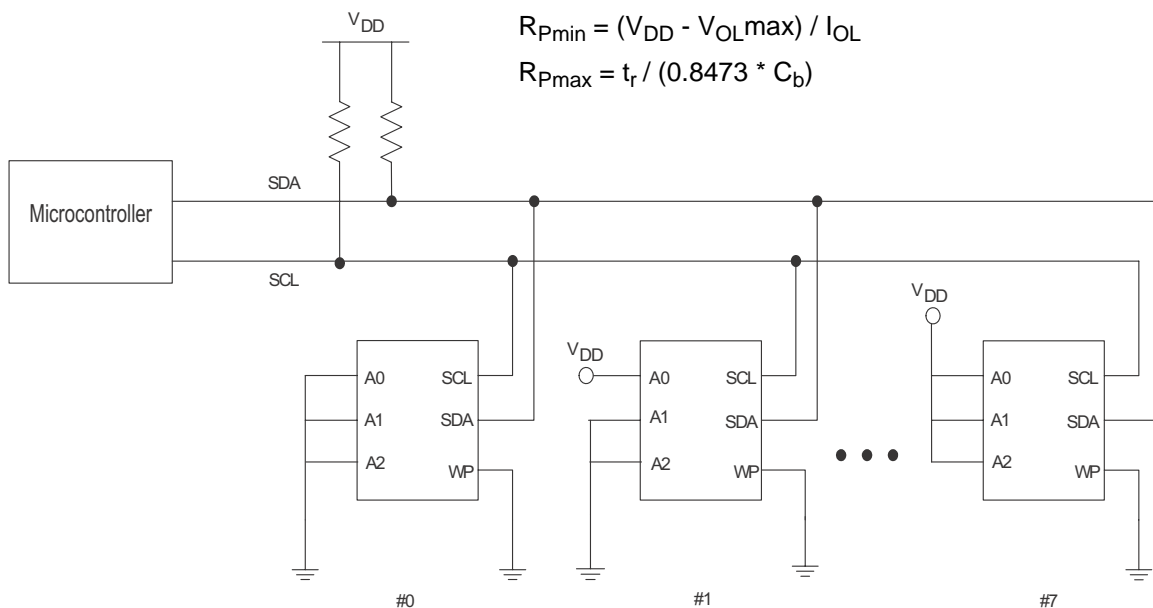 V_DD
R_Pmin = (V_DD - V_OLmax) / I_OL
R_Pmax = t_r / (0.8473 * C_b)
Microcontroller
SDA
SCL
A0
A1
A2
SCL
SDA
WP
#0
V_DD
A0
A1
A2
SCL
SDA
WP
#1
V_DD
A0
A1
A2
SCL
SDA
WP
#7